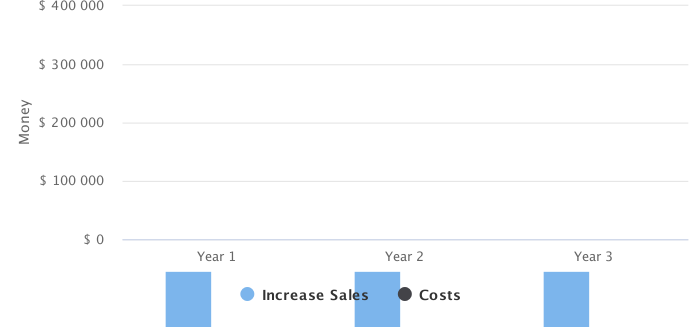 $ 400 000
$ 300 000
$ 200 000
$ 100 000
$ 0
Money
Year 1 Year 2 Year 3
Increase Sales Costs